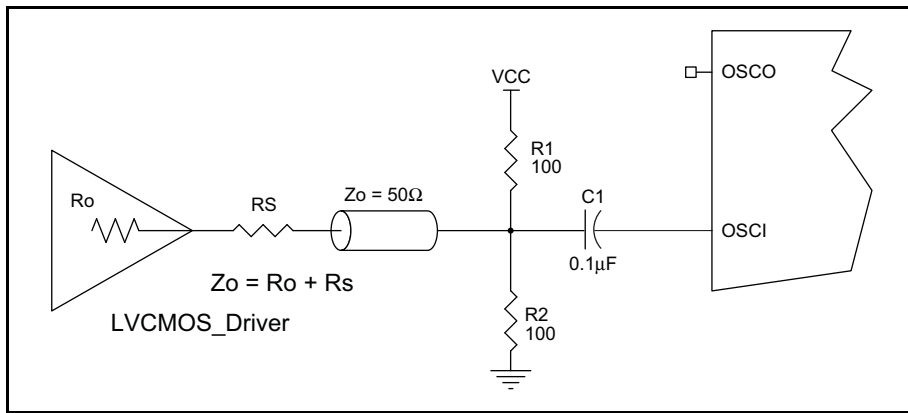 OSCO
VCC
R1
100
Ro
RS
Zo = 50Ω
C1
OSCI
0.1μF
Zo = Ro + Rs
LVCMOS_Driver
R2
100